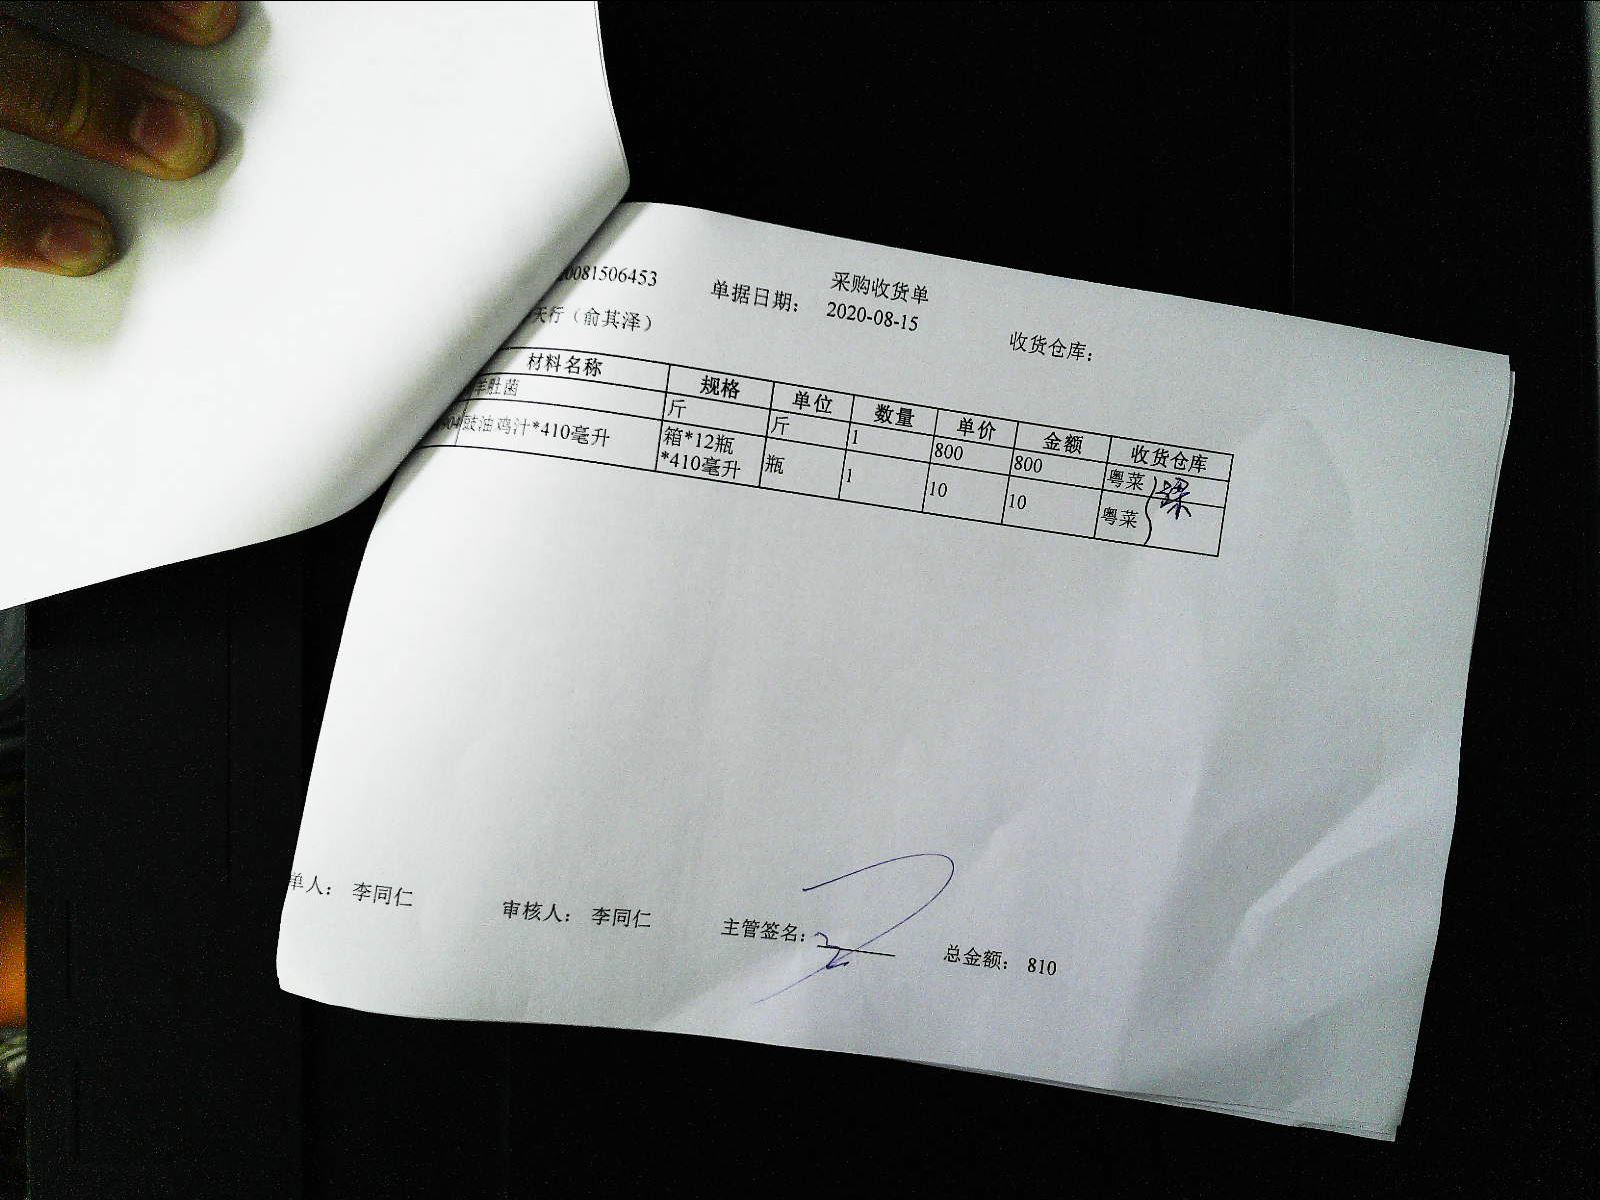 采购收货单
0081506453 单据日期： 2020-08-15 收货仓库：
天行（俞其泽）
材料名称 规格 单位 数量 单价 金额 收货仓库
羊肚菌 斤 斤 1 800 800 粤菜
04 豉油鸡汁*410毫升 箱*12瓶*410毫升 瓶 1 10 10 粤菜
单人： 李同仁 审核人： 李同仁 主管签名： 总金额： 810